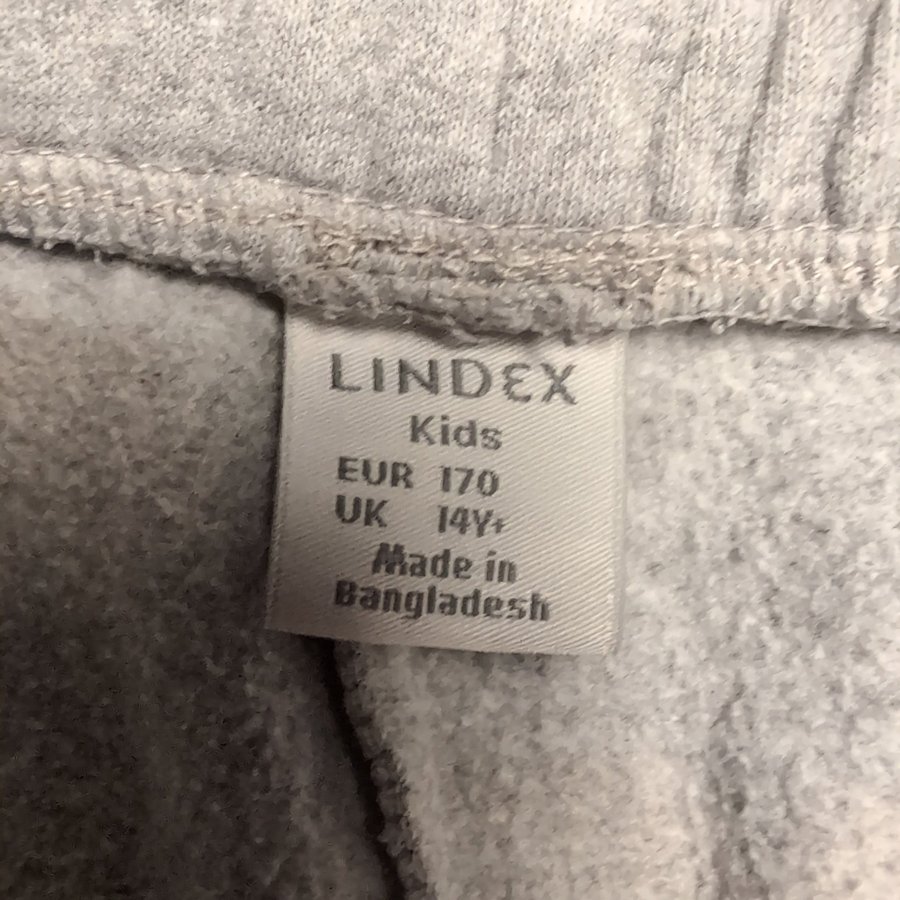 LINDEX
Kids
EUR 170
UK 14Y+
Made in
Bangladesh